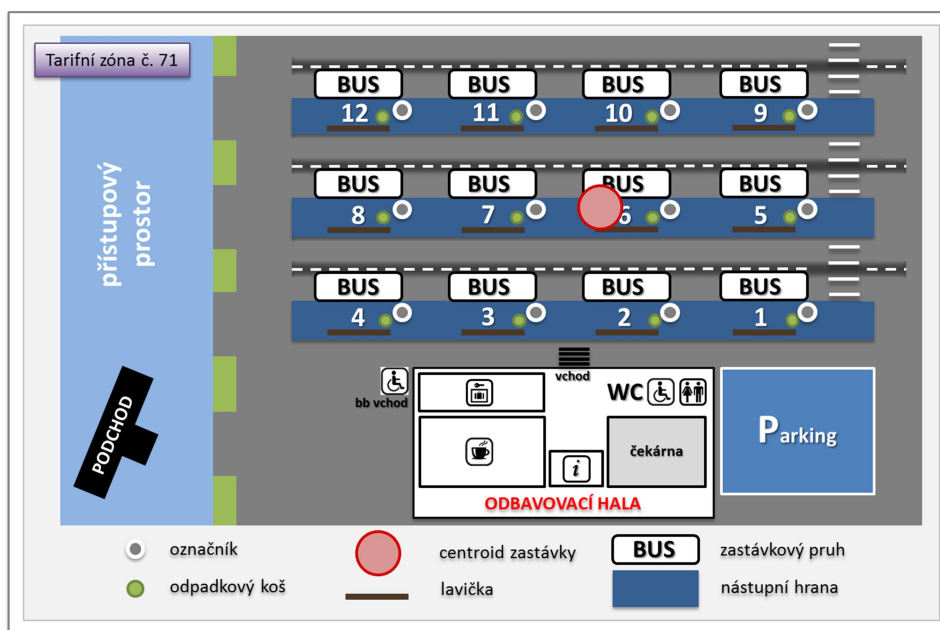 Tarifní zóna č. 71
BUS BUS BUS BUS
12 11 10 9
BUS BUS BUS BUS
8 7 6 5
BUS BUS BUS BUS
4 3 2 1
přístupový
prostor
PODCHOD
bb vchod
vchod
WC
i
čekárna
ODBAVOVACÍ HALA
Parking
označník
centroid zastávky
BUS
zastávkový pruh
odpadkový koš
lavička
nástupní hrana